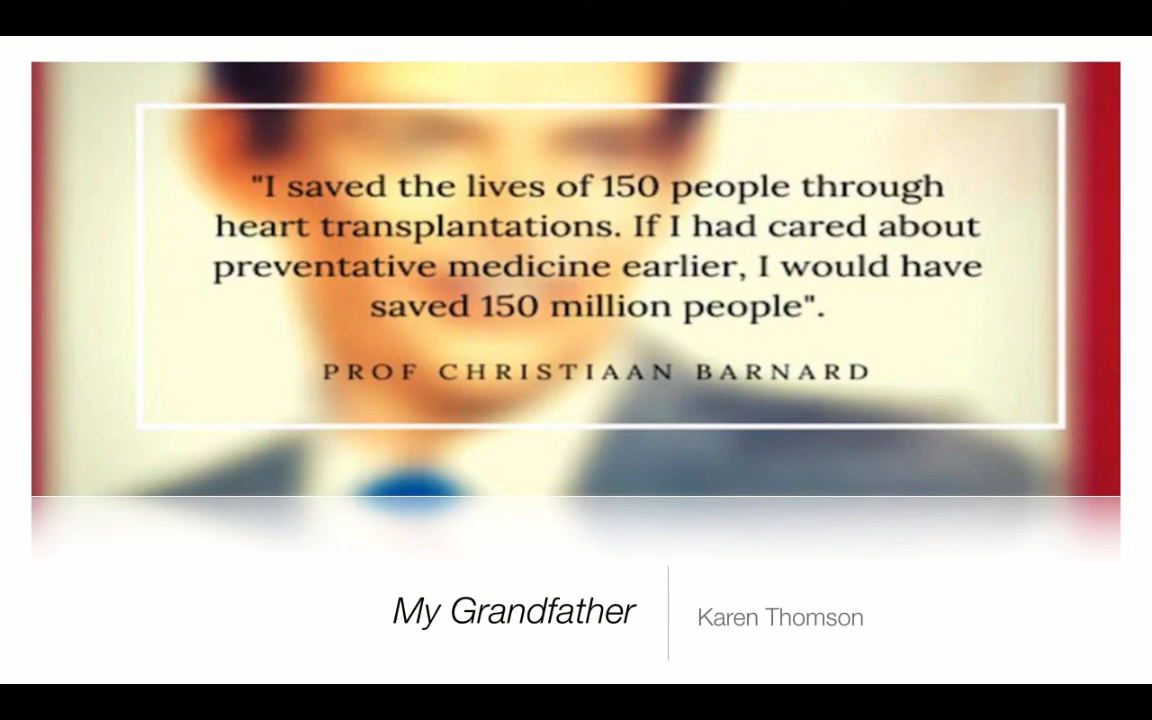 "I saved the lives of 150 people through
heart transplantations. If I had cared about
preventative medicine earlier, I would have
saved 150 million people".
PROF CHRISTIAAN BARNARD
My Grandfather
Karen Thomson